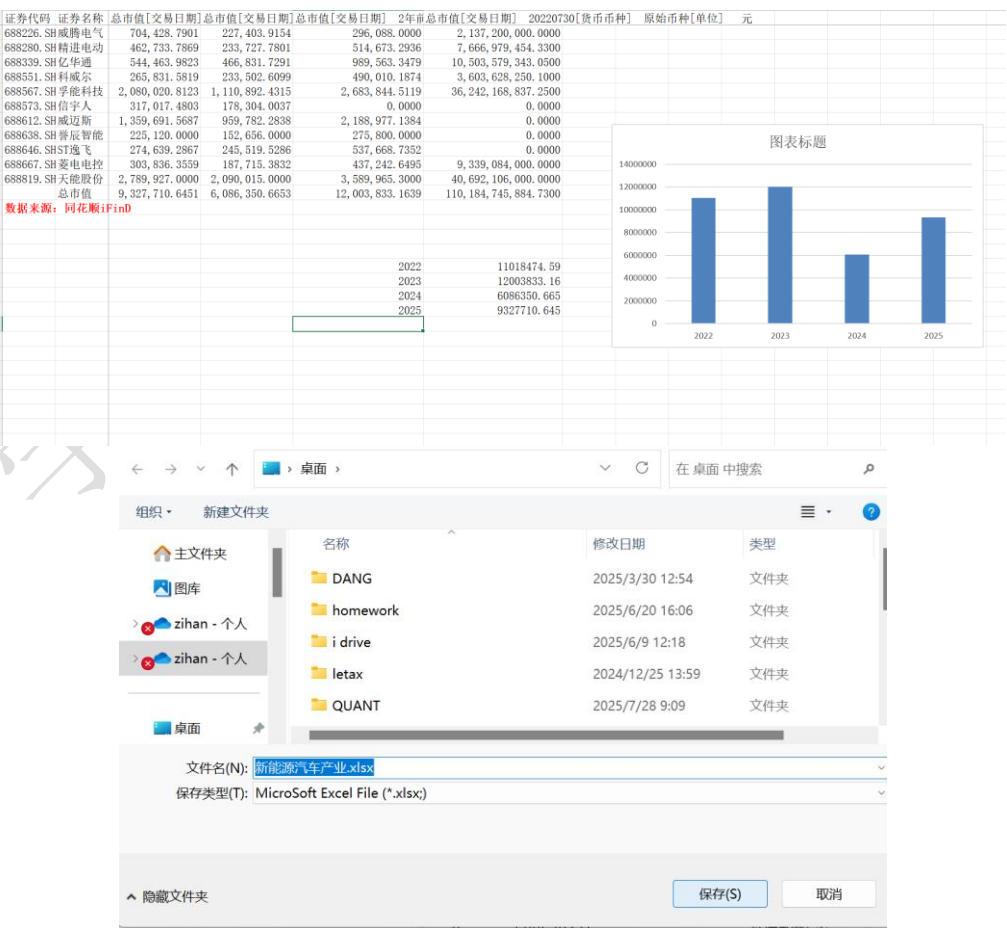 证券代码 证券名称 总市值[交易日期] 总市值[交易日期] 总市值[交易日期] 2年前 总市值[交易日期] 20220730[货币币种] 原始币种[单位] 元
688226.SH 威腾电气 704,428.7901 227,403.9154 296,088.0000 2,137,200,000.0000
688280.SH 精进电动 462,733.7869 233,727.7801 514,673.2936 7,666,979,454.3300
688339.SH 亿华通 544,463.9823 466,831.7291 989,563.3479 10,503,579,343.0500
688551.SH 科威尔 265,831.5819 233,502.6099 490,010.1874 3,603,628,250.1000
688567.SH 孚能科技 2,080,020.8123 1,110,892.4315 2,683,844.5119 36,242,168,837.2500
688573.SH 信宇人 317,017.4803 178,304.0037 0.0000 0.0000
688612.SH 威迈斯 1,359,691.5687 959,782.2838 2,188,977.1384 0.0000
688638.SH 誉辰智能 225,120.0000 152,656.0000 275,800.0000 0.0000
688646.SH ST逸飞 274,639.2867 245,519.5286 537,668.7352 0.0000
688667.SH 菱电电控 303,836.3559 187,715.3832 437,242.6495 9,339,084,000.0000
688819.SH 天能股份 2,789,927.0000 2,090,015.0000 3,589,965.3000 40,692,106,000.0000
总市值 9,327,710.6451 6,086,350.6653 12,003,833.1639 110,184,745,884.7300
数据来源：同花顺iFinD
2022 11018474.59
2023 12003833.16
2024 6086350.665
2025 9327710.645
图表标题
14000000
12000000
10000000
8000000
6000000
4000000
2000000
0
2022 2023 2024 2025
桌面
在 桌面 中搜索
组织 新建文件夹
名称 修改日期 类型
主文件夹
图库
zihan - 个人
zihan - 个人
桌面
DANG 2025/3/30 12:54 文件夹
homework 2025/6/20 16:06 文件夹
i drive 2025/6/9 12:18 文件夹
letax 2024/12/25 13:59 文件夹
QUANT 2025/7/28 9:09 文件夹
文件名(N): 新能源汽车产业.xlsx
保存类型(T): MicroSoft Excel File (*.xlsx;)
隐藏文件夹
保存(S) 取消